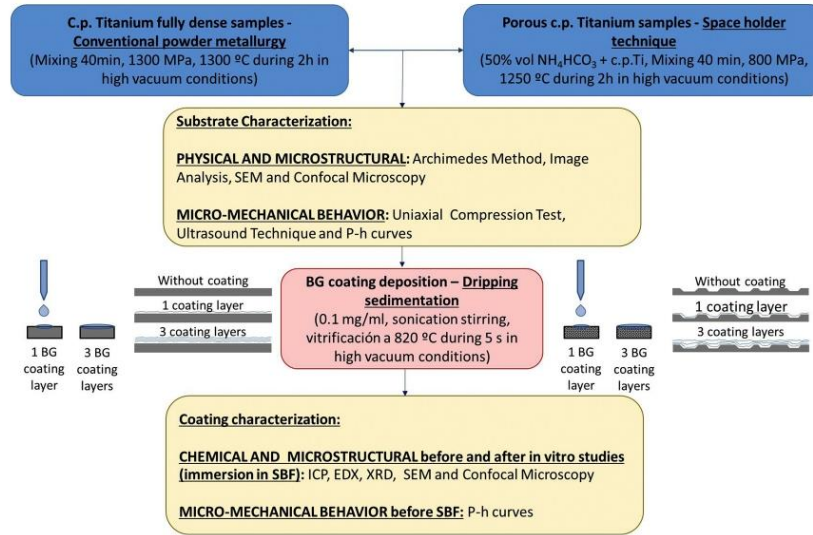 C.p. Titanium fully dense samples -
Conventional powder metallurgy
(Mixing 40min, 1300 MPa, 1300 ºC during 2h in
high vacuum conditions)
Porous c.p. Titanium samples - Space holder
technique
(50% vol NH₄HCO₃ + c.p.Ti, Mixing 40 min, 800 MPa,
1250 ºC during 2h in high vacuum conditions)
Substrate Characterization:
PHYSICAL AND MICROSTRUCTURAL: Archimedes Method, Image
Analysis, SEM and Confocal Microscopy
MICRO-MECHANICAL BEHAVIOR: Uniaxial Compression Test,
Ultrasound Technique and P-h curves
Without coating
1 coating layer
3 coating layers
1 BG
coating
layer
3 BG
coating
layers
BG coating deposition – Dripping
sedimentation
(0.1 mg/ml, sonication stirring,
vitrificación a 820 ºC during 5 s in
high vacuum conditions)
Without coating
1 coating layer
3 coating layers
1 BG
coating
layer
3 BG
coating
layers
Coating characterization:
CHEMICAL AND MICROSTRUCTURAL before and after in vitro studies
(immersion in SBF): ICP, EDX, XRD, SEM and Confocal Microscopy
MICRO-MECHANICAL BEHAVIOR before SBF: P-h curves